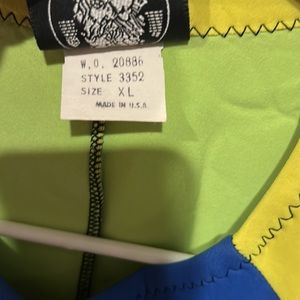 W.O. 20886
STYLE 3352
SIZE XL
MADE IN U.S.A